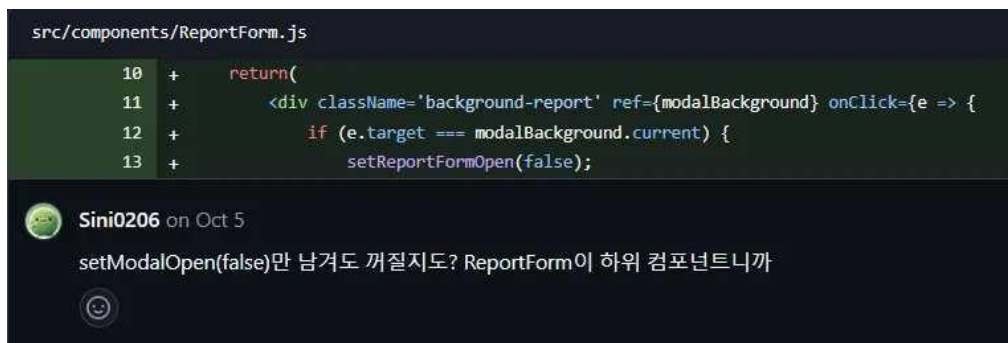 src/components/ReportForm.js
10 + return(
11 + <div className='background-report' ref={modalBackground} onClick={e => {
12 + if (e.target === modalBackground.current) {
13 + setReportFormOpen(false);
Sini0206 on Oct 5
setModalOpen(false)만 남겨도 꺼질지도? ReportForm이 하위 컴포넌트니까